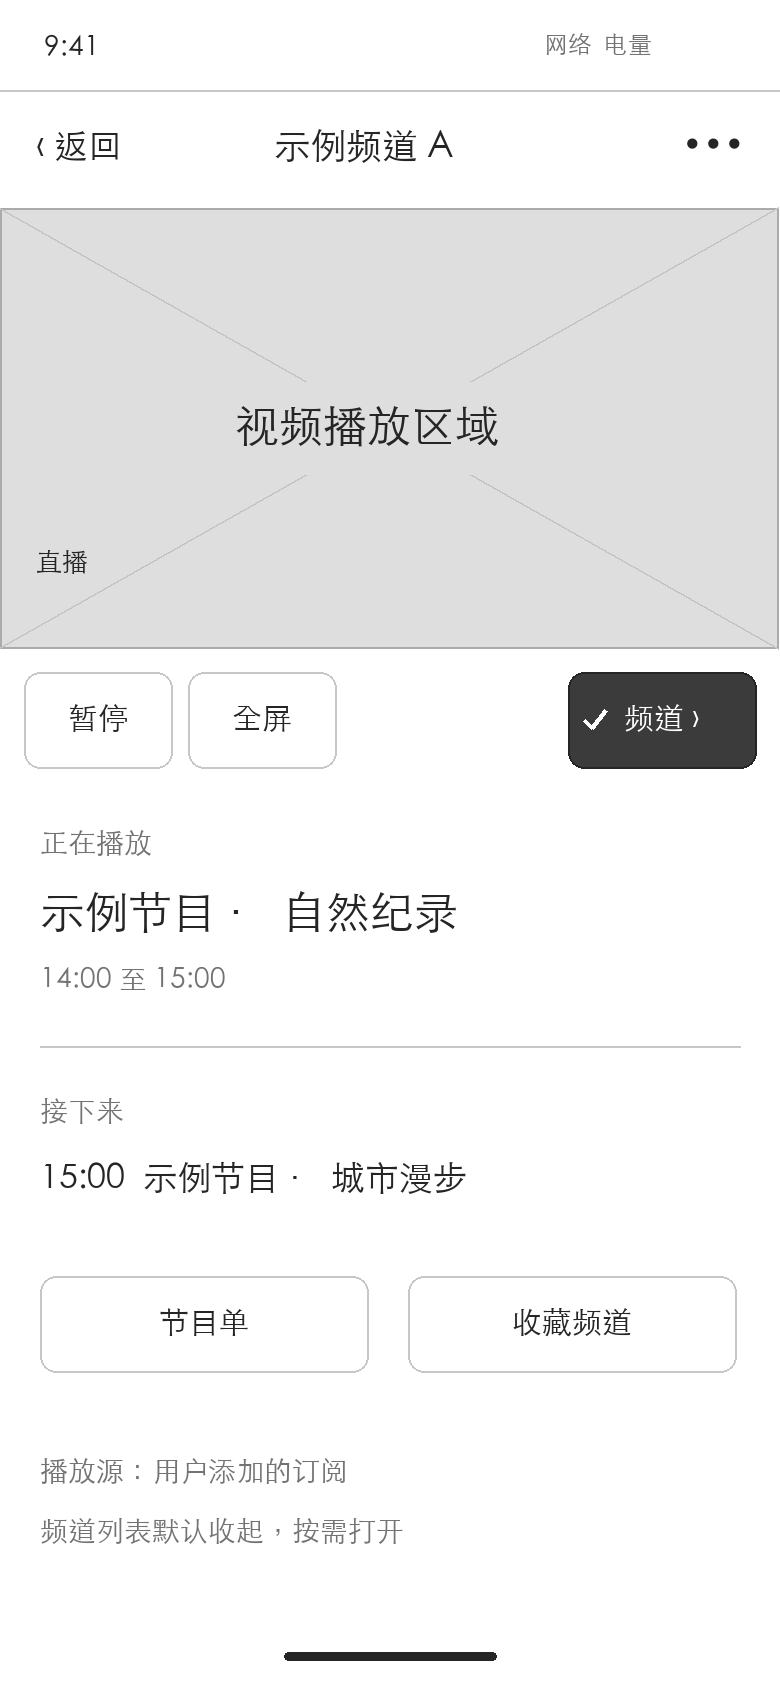 9:41 网络 电量
‹ 返回 示例频道 A •••
视频播放区域
直播
暂停 全屏 ✓ 频道 ›
正在播放
示例节目 · 自然纪录
14:00 至 15:00
接下来
15:00 示例节目 · 城市漫步
节目单 收藏频道
播放源：用户添加的订阅
频道列表默认收起，按需打开